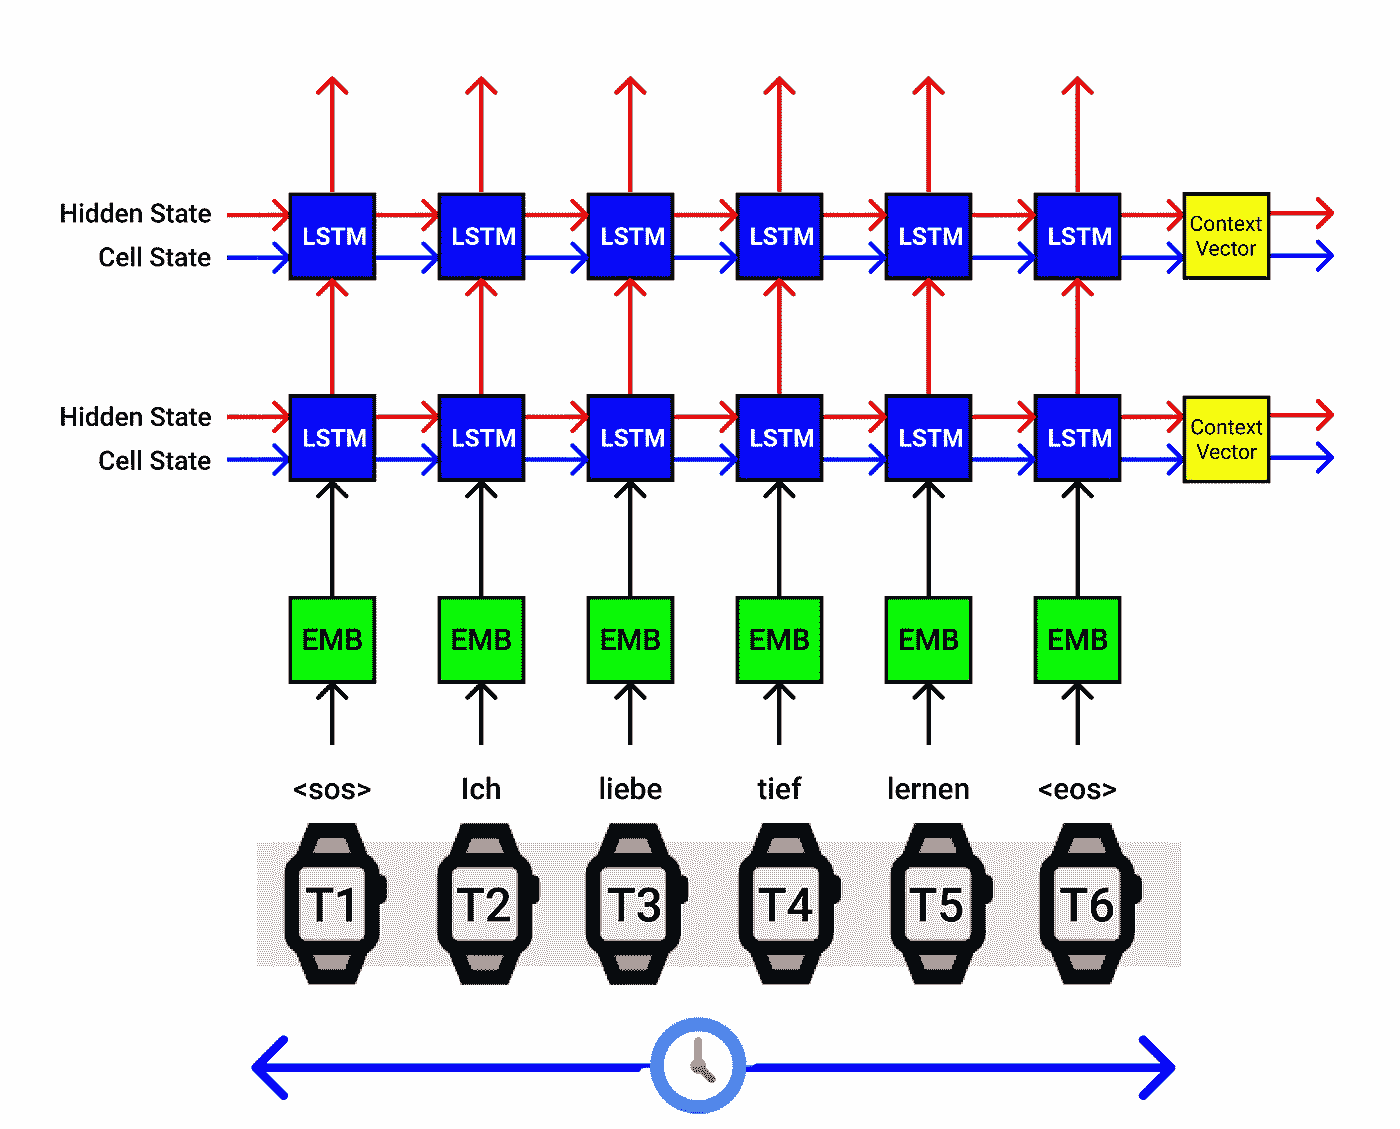 Hidden State
Cell State
LSTM LSTM LSTM LSTM LSTM LSTM
Context
Vector
Hidden State
Cell State
LSTM LSTM LSTM LSTM LSTM LSTM
Context
Vector
EMB EMB EMB EMB EMB EMB
<sos> Ich liebe tief lernen <eos>
T1 T2 T3 T4 T5 T6